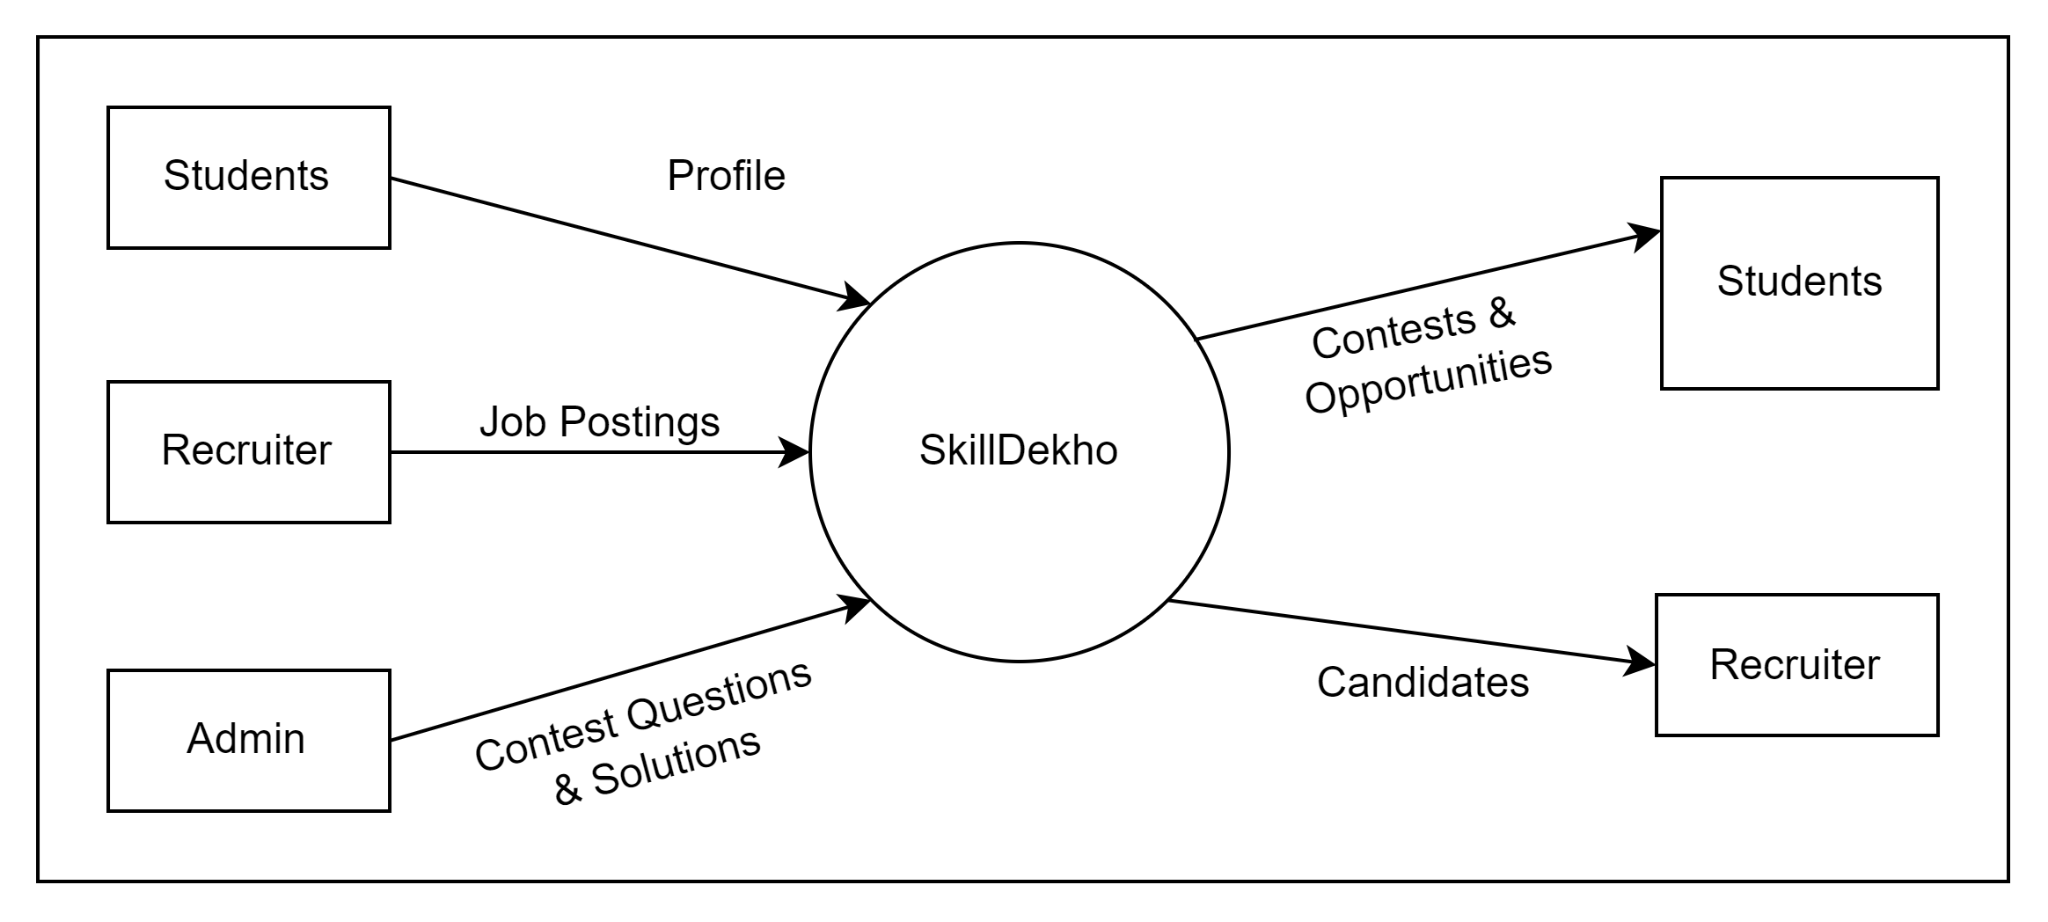 Students
Profile
Recruiter
Job Postings
Admin
Contest Questions
& Solutions
SkillDekho
Contests &
Opportunities
Students
Candidates
Recruiter